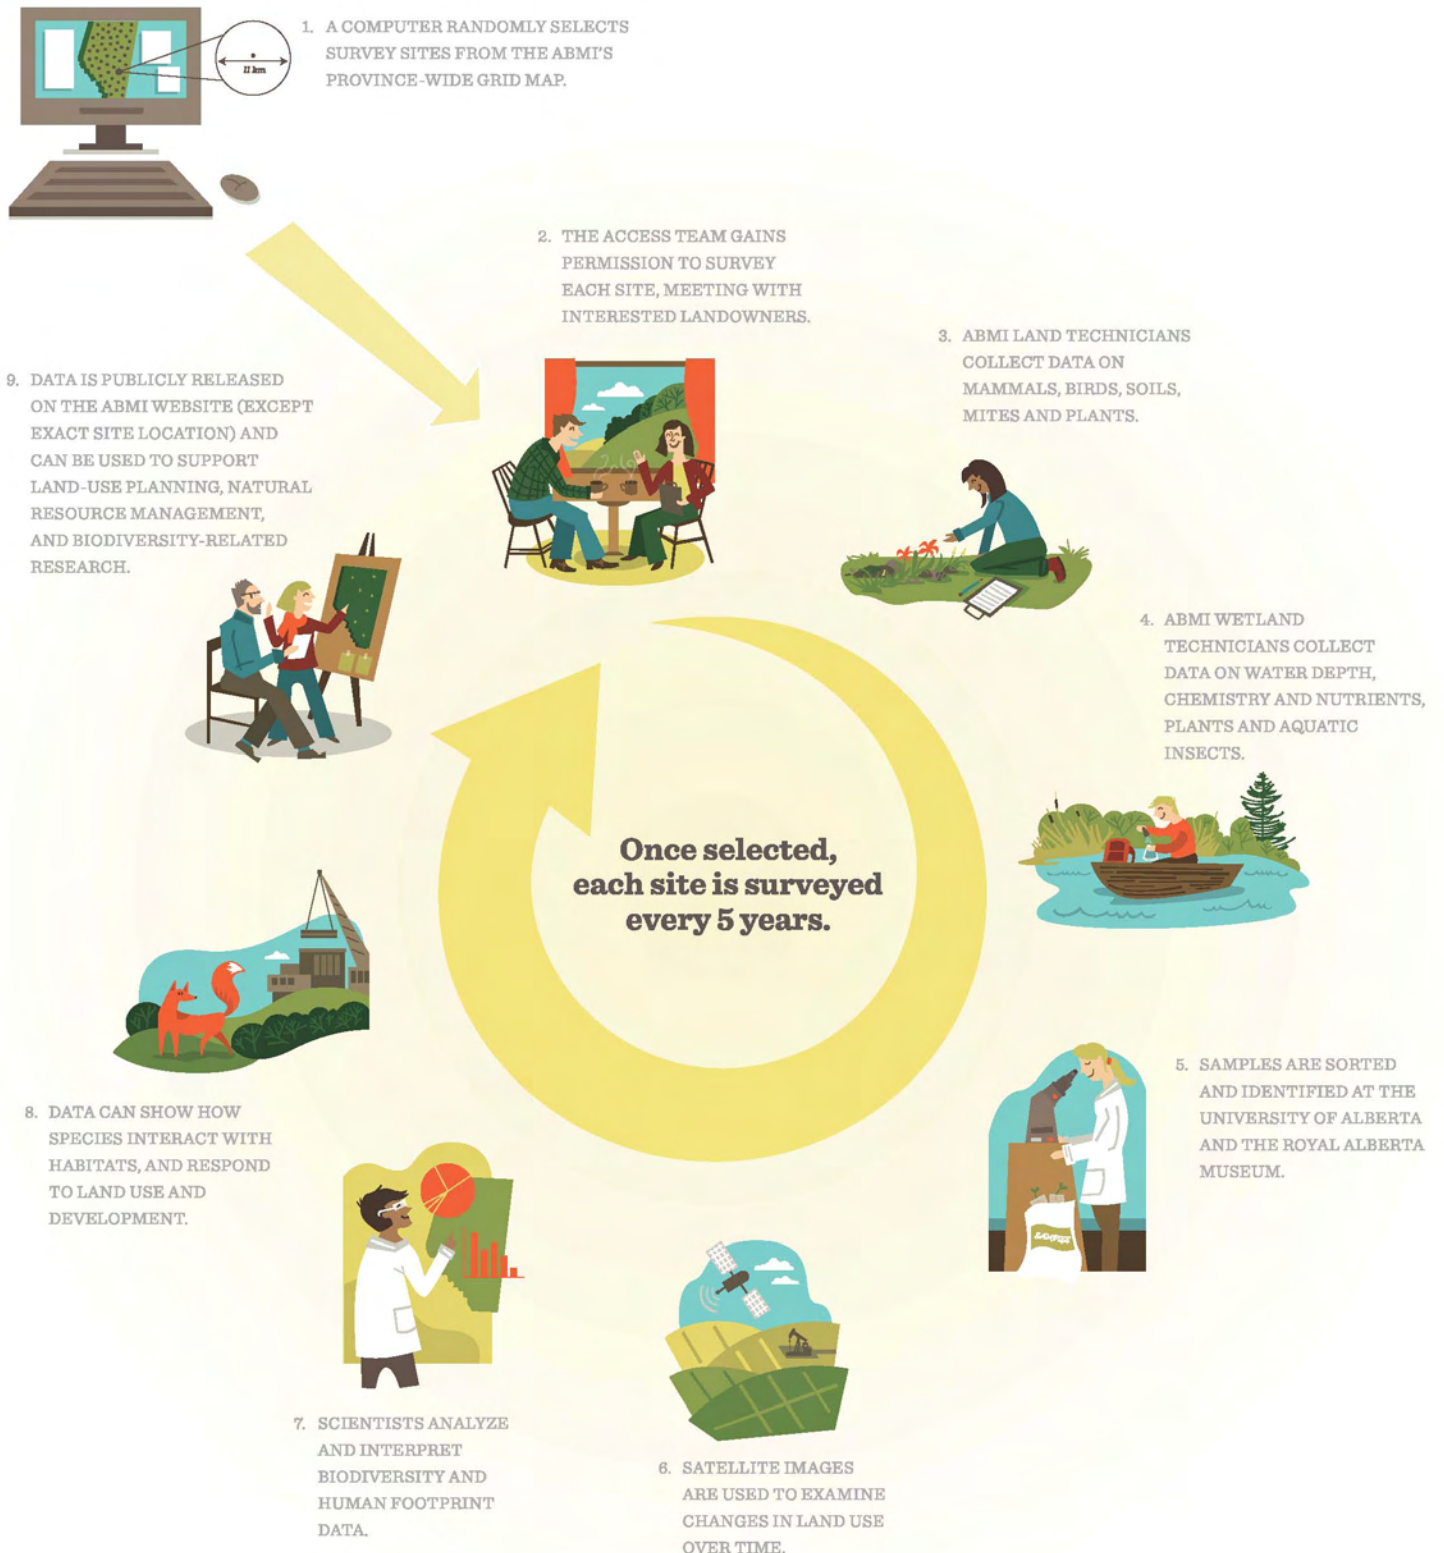 11 km
1. A COMPUTER RANDOMLY SELECTS
SURVEY SITES FROM THE ABMI'S
PROVINCE-WIDE GRID MAP.
2. THE ACCESS TEAM GAINS
PERMISSION TO SURVEY
EACH SITE, MEETING WITH
INTERESTED LANDOWNERS.
3. ABMI LAND TECHNICIANS
COLLECT DATA ON
MAMMALS, BIRDS, SOILS,
MITES AND PLANTS.
4. ABMI WETLAND
TECHNICIANS COLLECT
DATA ON WATER DEPTH,
CHEMISTRY AND NUTRIENTS,
PLANTS AND AQUATIC
INSECTS.
5. SAMPLES ARE SORTED
AND IDENTIFIED AT THE
UNIVERSITY OF ALBERTA
AND THE ROYAL ALBERTA
MUSEUM.
6. SATELLITE IMAGES
ARE USED TO EXAMINE
CHANGES IN LAND USE
OVER TIME.
7. SCIENTISTS ANALYZE
AND INTERPRET
BIODIVERSITY AND
HUMAN FOOTPRINT
DATA.
8. DATA CAN SHOW HOW
SPECIES INTERACT WITH
HABITATS, AND RESPOND
TO LAND USE AND
DEVELOPMENT.
9. DATA IS PUBLICLY RELEASED
ON THE ABMI WEBSITE (EXCEPT
EXACT SITE LOCATION) AND
CAN BE USED TO SUPPORT
LAND-USE PLANNING, NATURAL
RESOURCE MANAGEMENT,
AND BIODIVERSITY-RELATED
RESEARCH.
Once selected,
each site is surveyed
every 5 years.